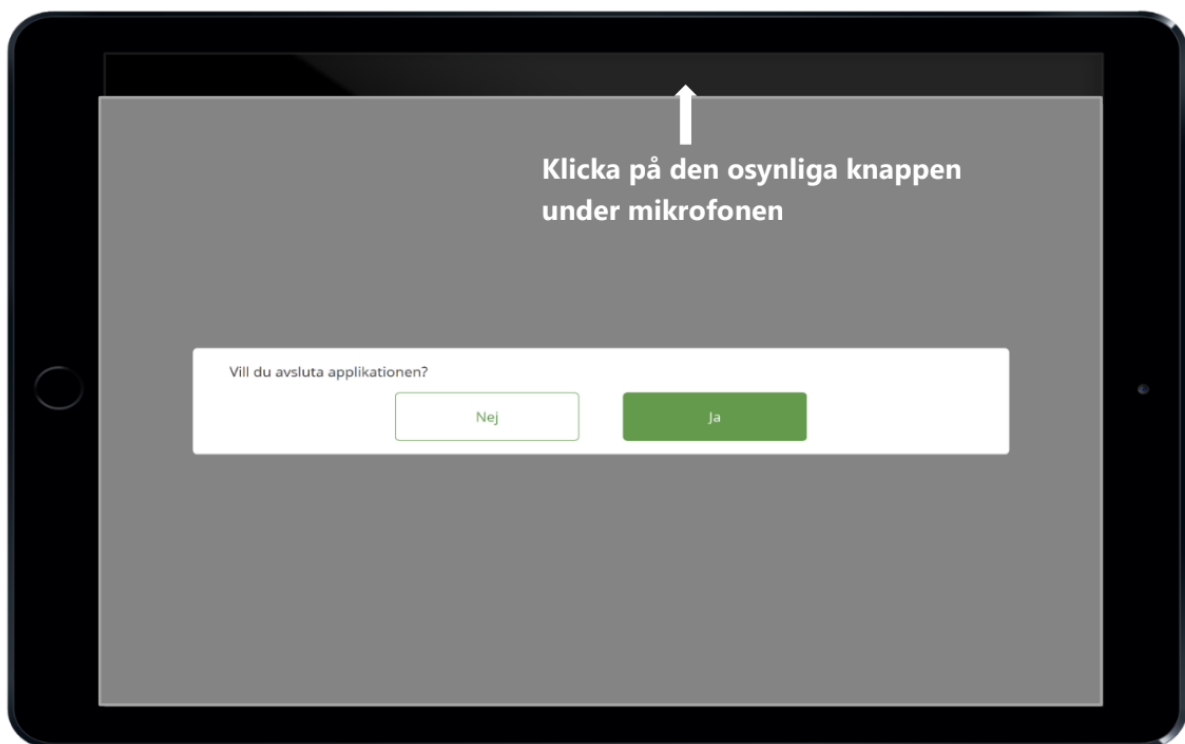 Klicka på den osynliga knappen
under mikrofonen
Vill du avsluta applikationen?
Nej
Ja